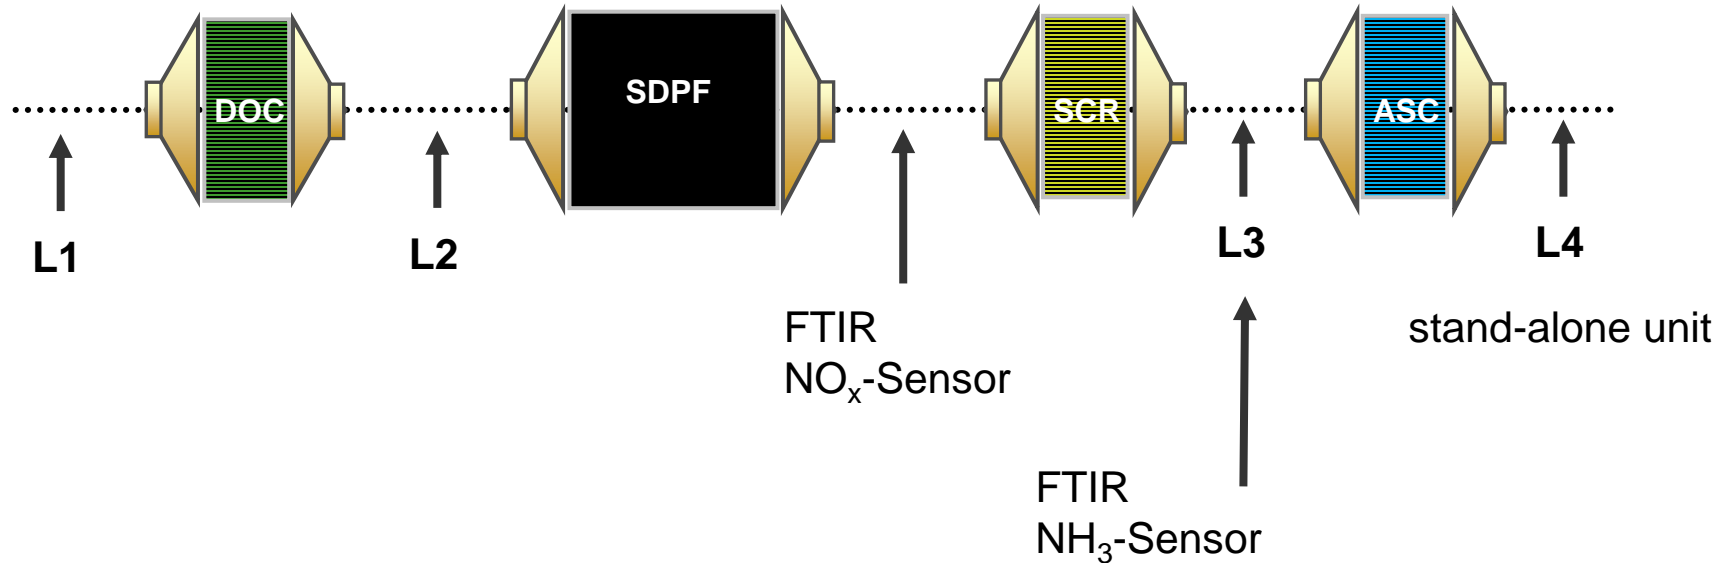 DOC
SDPF
SCR
ASC
L1
L2
L3
L4
FTIR
NOₓ-Sensor
stand-alone unit
FTIR
NH₃-Sensor